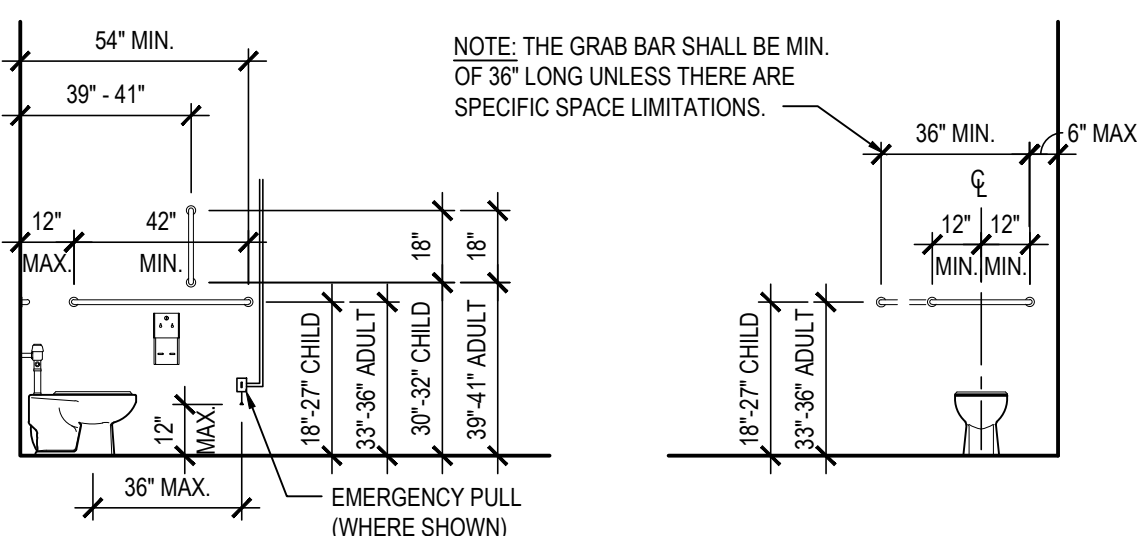 54" MIN.
NOTE: THE GRAB BAR SHALL BE MIN.
OF 36" LONG UNLESS THERE ARE
SPECIFIC SPACE LIMITATIONS.
39" - 41"
36" MIN.
6" MAX
℄
12"
MAX.
42"
MIN.
18"
18"
12"
MIN.
12"
MIN.
18"-27" CHILD
33"-36" ADULT
30"-32" CHILD
39"-41" ADULT
18"-27" CHILD
33"-36" ADULT
12"
MAX.
36" MAX.
EMERGENCY PULL
(WHERE SHOWN)